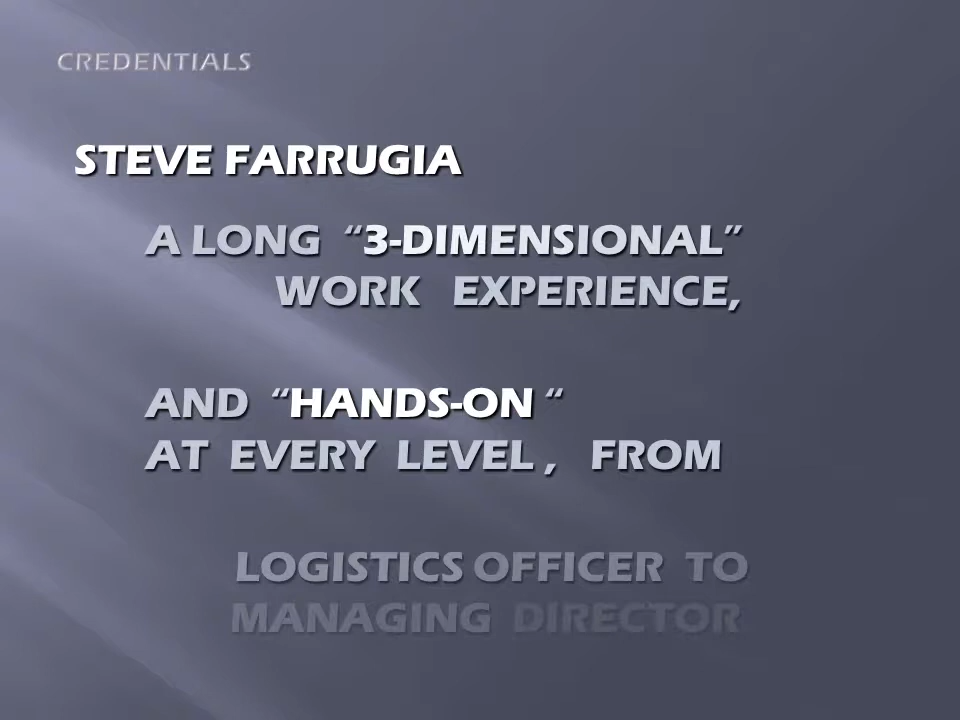 CREDENTIALS
STEVE FARRUGIA
A LONG “3-DIMENSIONAL”
WORK EXPERIENCE,
AND “HANDS-ON “
AT EVERY LEVEL , FROM
LOGISTICS OFFICER TO
MANAGING DIRECTOR